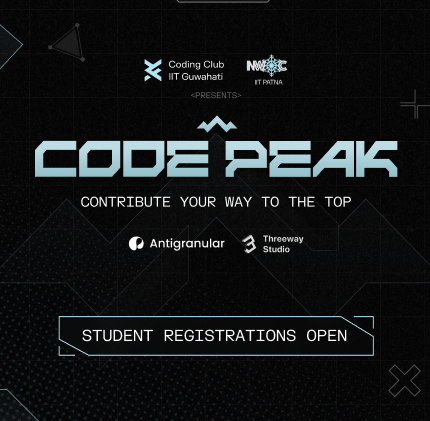 Coding Club
IIT Guwahati
NWOC
IIT PATNA
<PRESENTS>
CODE PEAK
CONTRIBUTE YOUR WAY TO THE TOP
Antigranular
Threeway
Studio
STUDENT REGISTRATIONS OPEN